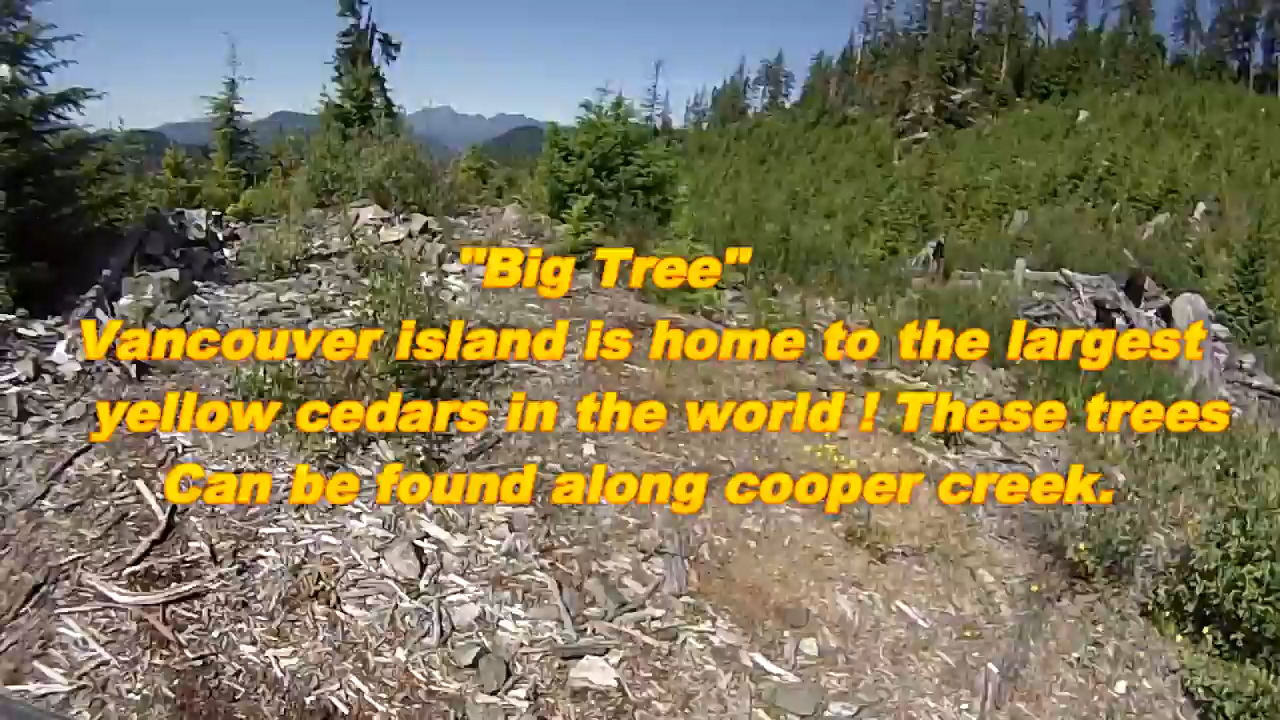 "Big Tree"
Vancouver island is home to the largest
yellow cedars in the world ! These trees
Can be found along cooper creek.